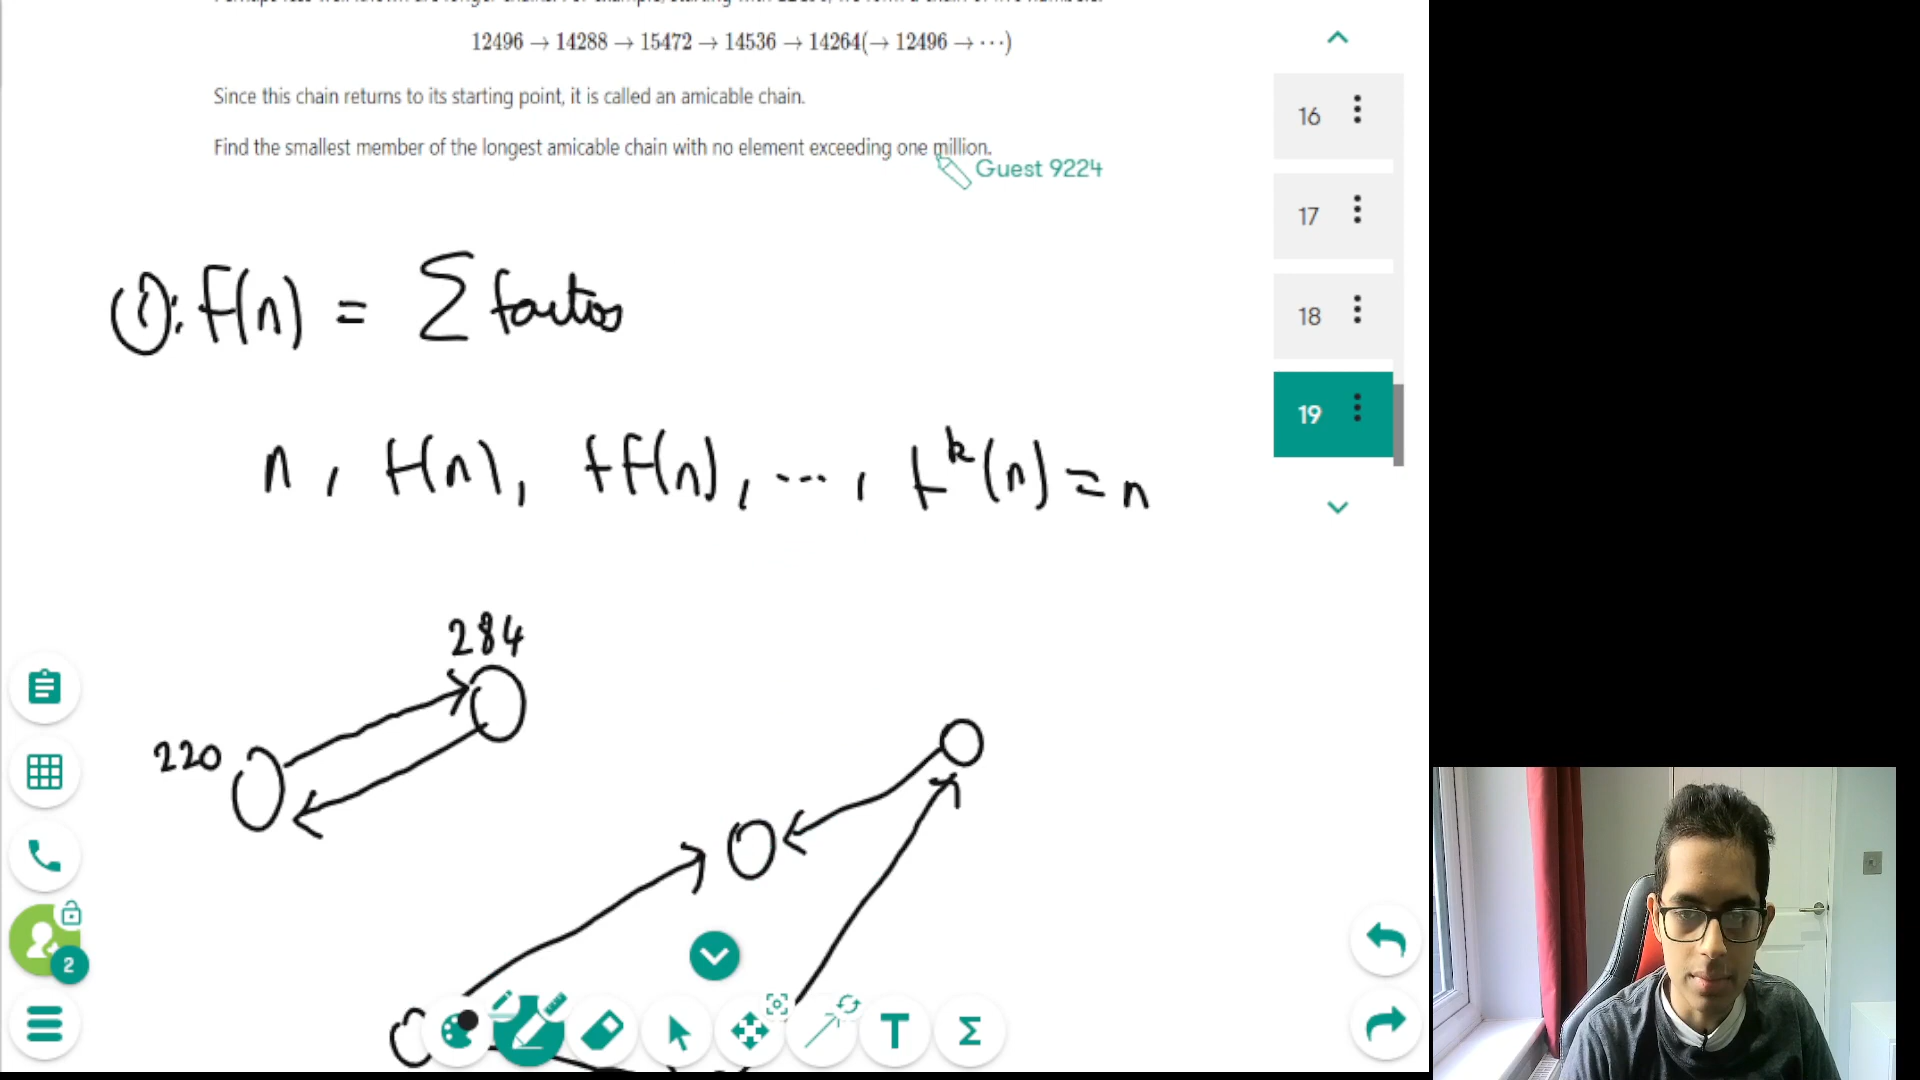 12496 → 14288 → 15472 → 14536 → 14264(→ 12496 → ⋯)
Since this chain returns to its starting point, it is called an amicable chain.
Find the smallest member of the longest amicable chain with no element exceeding one million.
Guest 9224
①: F(n) = Σ factors
n, F(n), FF(n), ..., F^k(n) = n
284
220
16
17
18
19
2
T
Σ